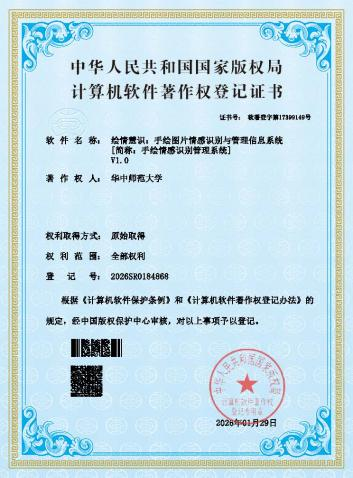 中华人民共和国国家版权局
计算机软件著作权登记证书
证书号： 软著登字第17399149号
软件名称： 绘情慧识：手绘图片情感识别与管理信息系统
[简称：手绘情感识别管理系统]
V1.0
著作权人： 华中师范大学
权利取得方式： 原始取得
权利范围： 全部权利
登记号： 2026SR0184868
根据《计算机软件保护条例》和《计算机软件著作权登记办法》的
规定，经中国版权保护中心审核，对以上事项予以登记。
中华人民共和国国家版权局
计算机软件著作权
登记专用章
2026年01月29日